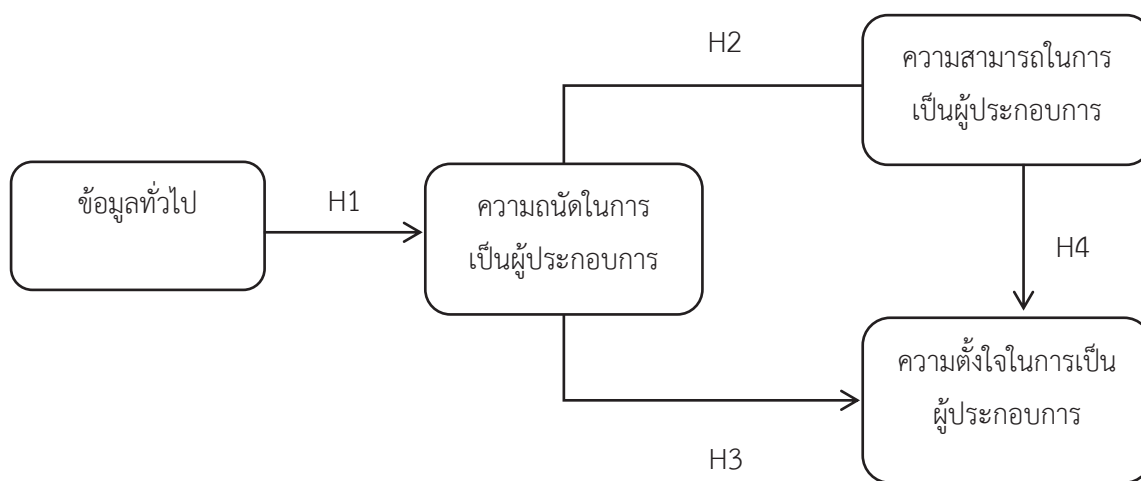 H2
ความสามารถในการ
เป็นผู้ประกอบการ
ข้อมูลทั่วไป
H1
ความถนัดในการ
เป็นผู้ประกอบการ
H4
ความตั้งใจในการเป็น
ผู้ประกอบการ
H3